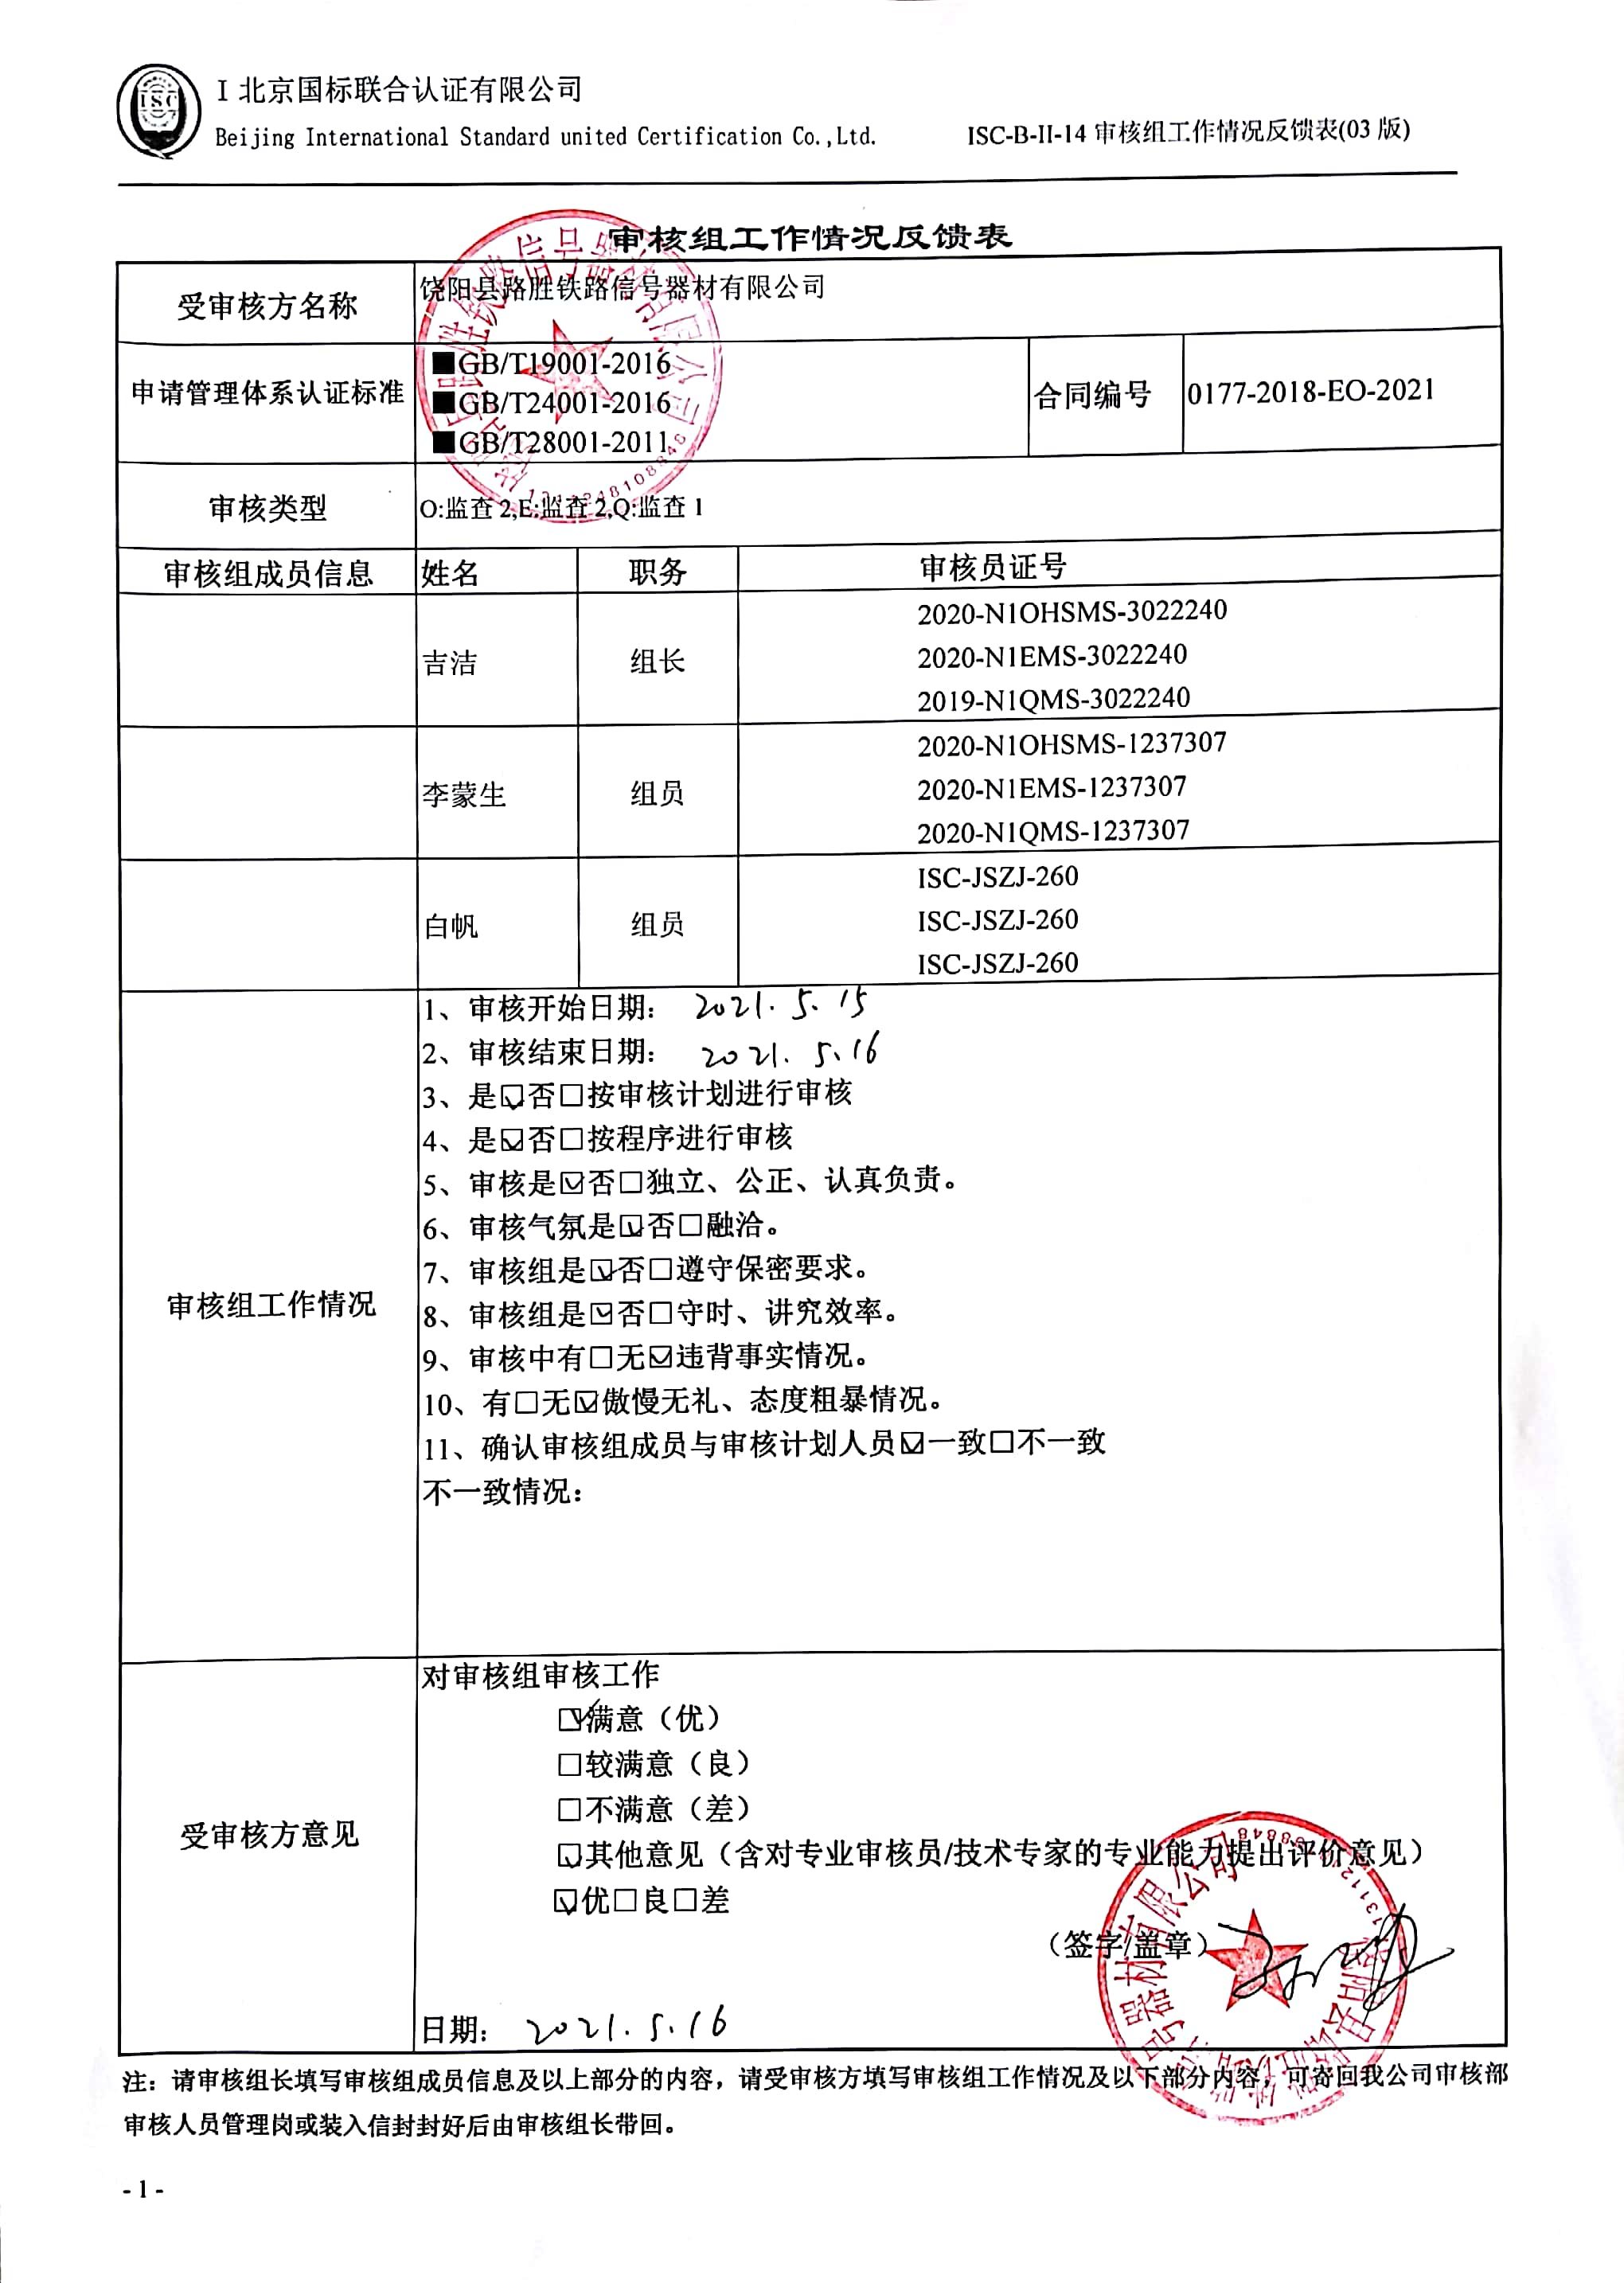 I 北京国标联合认证有限公司
Beijing International Standard united Certification Co.,Ltd.
ISC-B-II-14 审核组工作情况反馈表(03 版)
审核组工作情况反馈表
受审核方名称 饶阳县路胜铁路信号器材有限公司
申请管理体系认证标准
■GB/T19001-2016
■GB/T24001-2016
■GB/T28001-2011
合同编号 0177-2018-EO-2021
审核类型 O:监查 2,E:监查 2,Q:监查 1
审核组成员信息 姓名 职务 审核员证号
吉洁 组长
2020-N1OHSMS-3022240
2020-N1EMS-3022240
2019-N1QMS-3022240
李蒙生 组员
2020-N1OHSMS-1237307
2020-N1EMS-1237307
2020-N1QMS-1237307
白帆 组员
ISC-JSZJ-260
ISC-JSZJ-260
ISC-JSZJ-260
审核组工作情况
1、审核开始日期： 2021.5.15
2、审核结束日期： 2021.5.16
3、是☑否□按审核计划进行审核
4、是☑否□按程序进行审核
5、审核是☑否□独立、公正、认真负责。
6、审核气氛是☑否□融洽。
7、审核组是☑否□遵守保密要求。
8、审核组是☑否□守时、讲究效率。
9、审核中有□无☑违背事实情况。
10、有□无☑傲慢无礼、态度粗暴情况。
11、确认审核组成员与审核计划人员☑一致□不一致
不一致情况：
受审核方意见
对审核组审核工作
☑满意（优）
□较满意（良）
□不满意（差）
☑其他意见（含对专业审核员/技术专家的专业能力提出评价意见）
☑优□良□差
（签字/盖章）
日期： 2021.5.16
注：请审核组长填写审核组成员信息及以上部分的内容，请受审核方填写审核组工作情况及以下部分内容，可寄回我公司审核部
审核人员管理岗或装入信封封好后由审核组长带回。
- 1 -